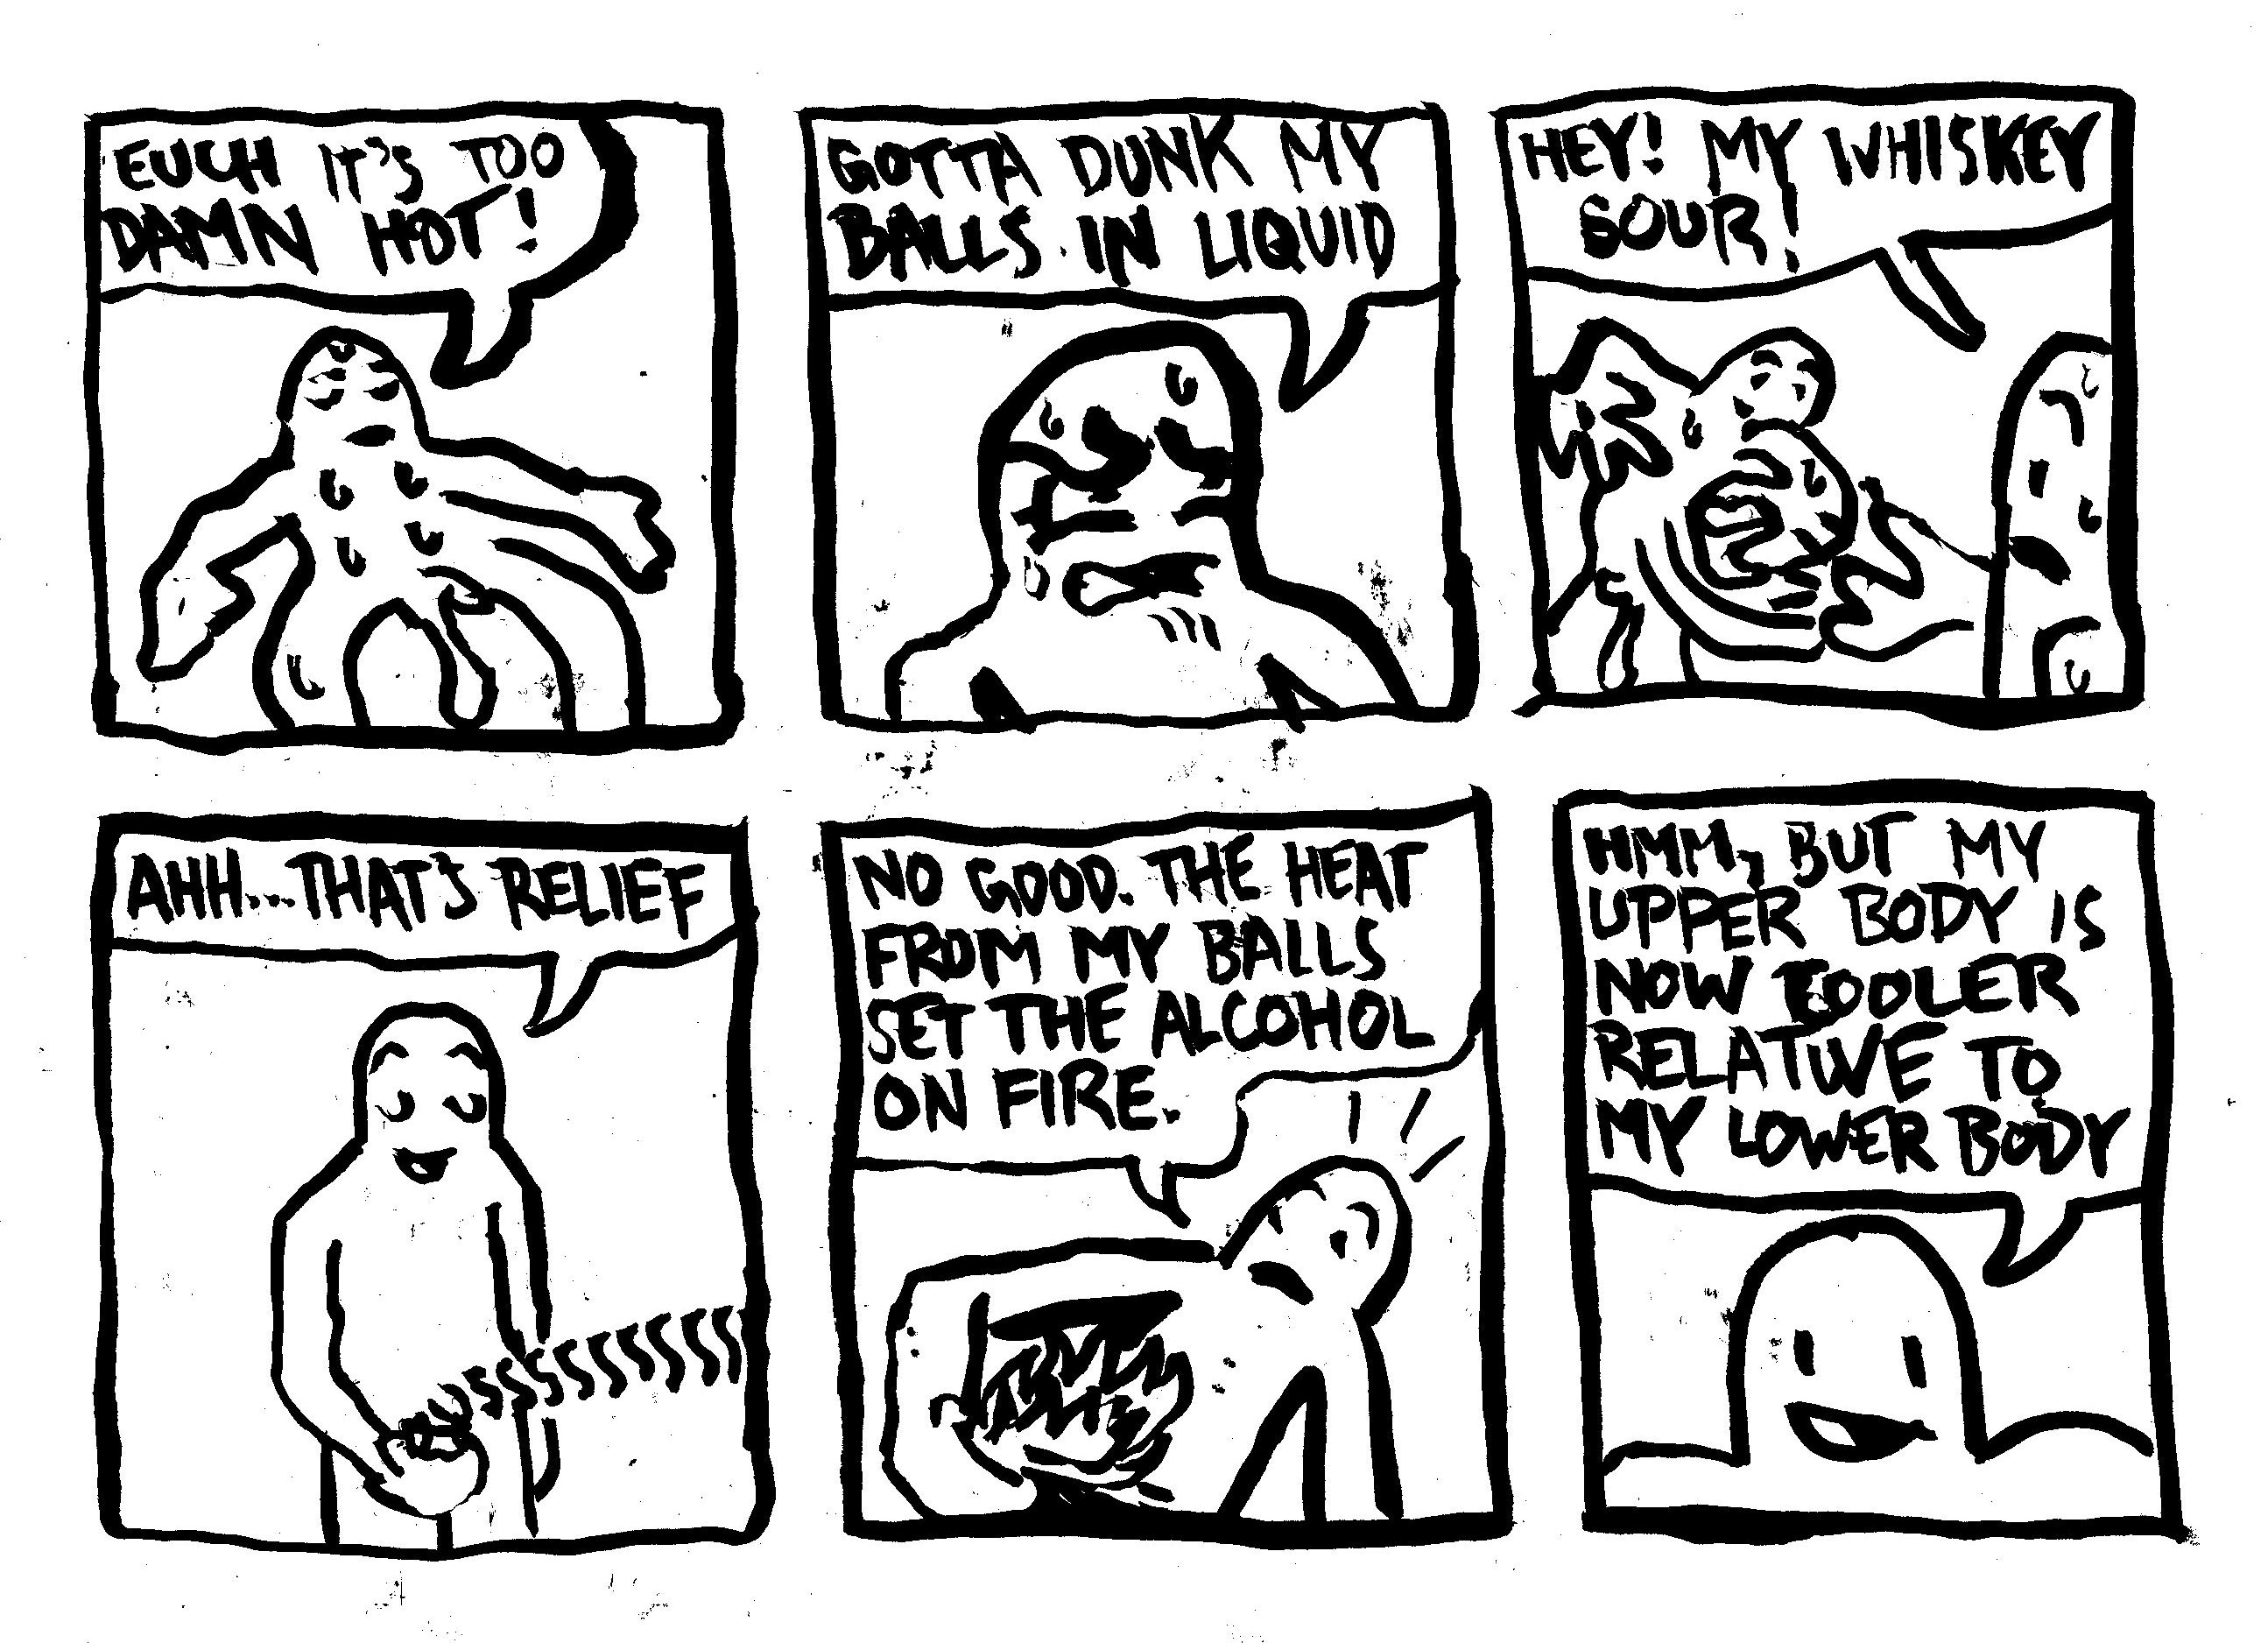 EUCH IT'S TOO
DAMN HOT!
GOTTA DUNK MY
BALLS IN LIQUID
HEY! MY WHISKEY
SOUR!
AHH...THAT'S RELIEF
SSSSSSSSSS
NO GOOD. THE HEAT
FROM MY BALLS
SET THE ALCOHOL
ON FIRE.
HMM, BUT MY
UPPER BODY IS
NOW COOLER
RELATIVE TO
MY LOWER BODY